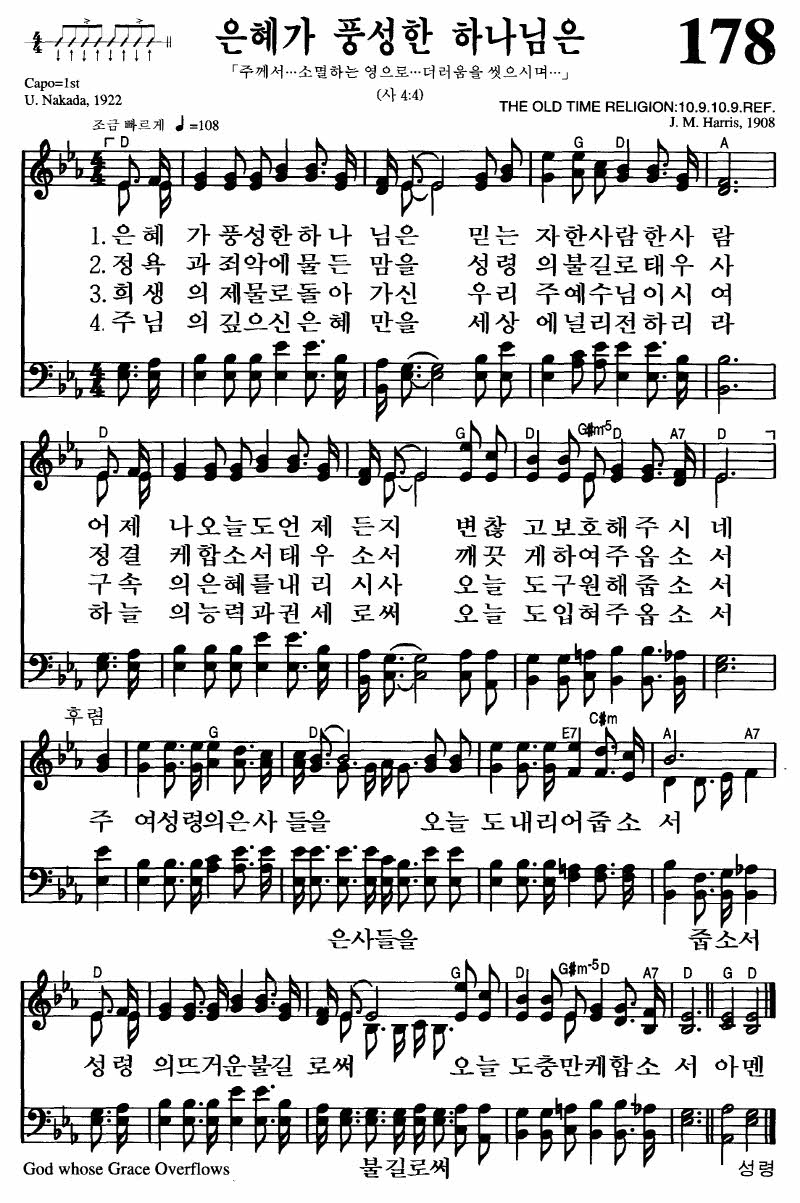 은혜가 풍성한 하나님은
178
「주께서…소멸하는 영으로…더러움을 씻으시며…」
(사 4:4)
Capo=1st
U. Nakada, 1922
THE OLD TIME RELIGION:10.9.10.9.REF.
J. M. Harris, 1908
조금 빠르게 ♩=108
D G D A
1. 은 혜 가 풍성한하나 님은 믿는 자한사람한사 람
2. 정 욕 과 죄악에물든 맘을 성령 의불길로태우 사
3. 희 생 의 제물로돌아 가신 우리 주예수님이시 여
4. 주 님 의 깊으신은혜 만을 세상 에널리전하리 라
D G D G#m-5 D A7 D
어 제 나오늘도언제 든지 변찮 고보호해주시 네
정 결 케합소서태우 소서 깨끗 게하여주옵소 서
구 속 의은혜를내리 시사 오늘 도구원해줍소 서
하 늘 의능력과권세 로써 오늘 도입혀주옵소 서
후렴
G D E7 C#m A A7
주 여성령의은사 들을 오늘 도내리어줍소 서
은사들을 줍소서
D G D G#m-5 D A7 D G D
성 령 의뜨거운불길 로써 오늘 도충만케합소 서 아멘
God whose Grace Overflows 불길로써 성령